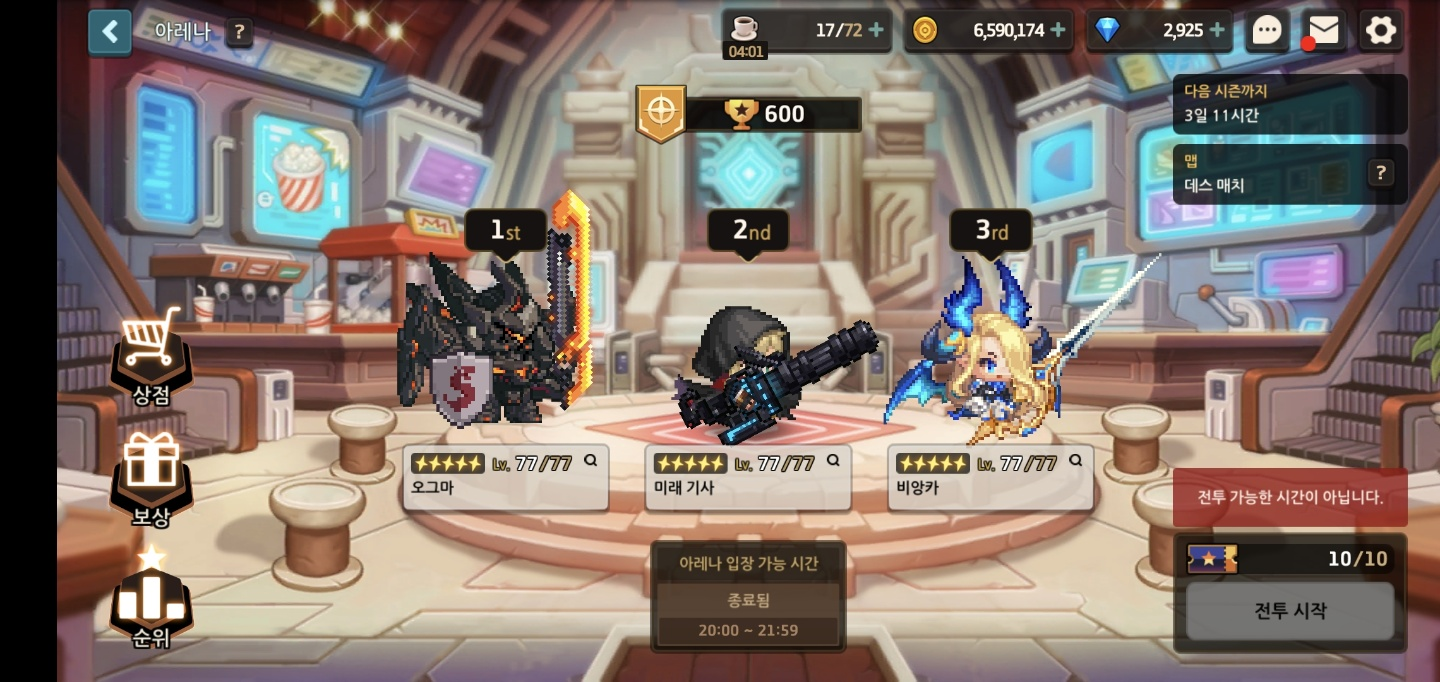 아레나
?
04:01
17/72
6,590,174
2,925
600
다음 시즌까지
3일 11시간
맵
데스 매치
?
1st
2nd
3rd
S
Lv. 77/77
오그마
Lv. 77/77
미래 기사
Lv. 77/77
비앙카
상점
보상
순위
아레나 입장 가능 시간
종료됨
20:00 ~ 21:59
전투 가능한 시간이 아닙니다.
10/10
전투 시작